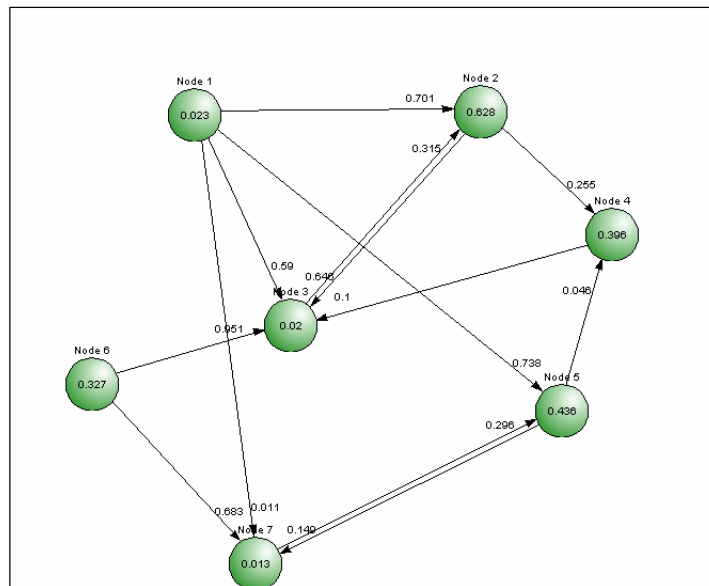 Node 1
0.023
Node 2
0.628
0.701
0.315
0.255
Node 4
0.396
0.59
0.646
Node 3
0.1
0.02
0.046
0.951
Node 6
0.327
0.738
Node 5
0.436
0.296
0.683
0.011
Node 7
0.149
0.013